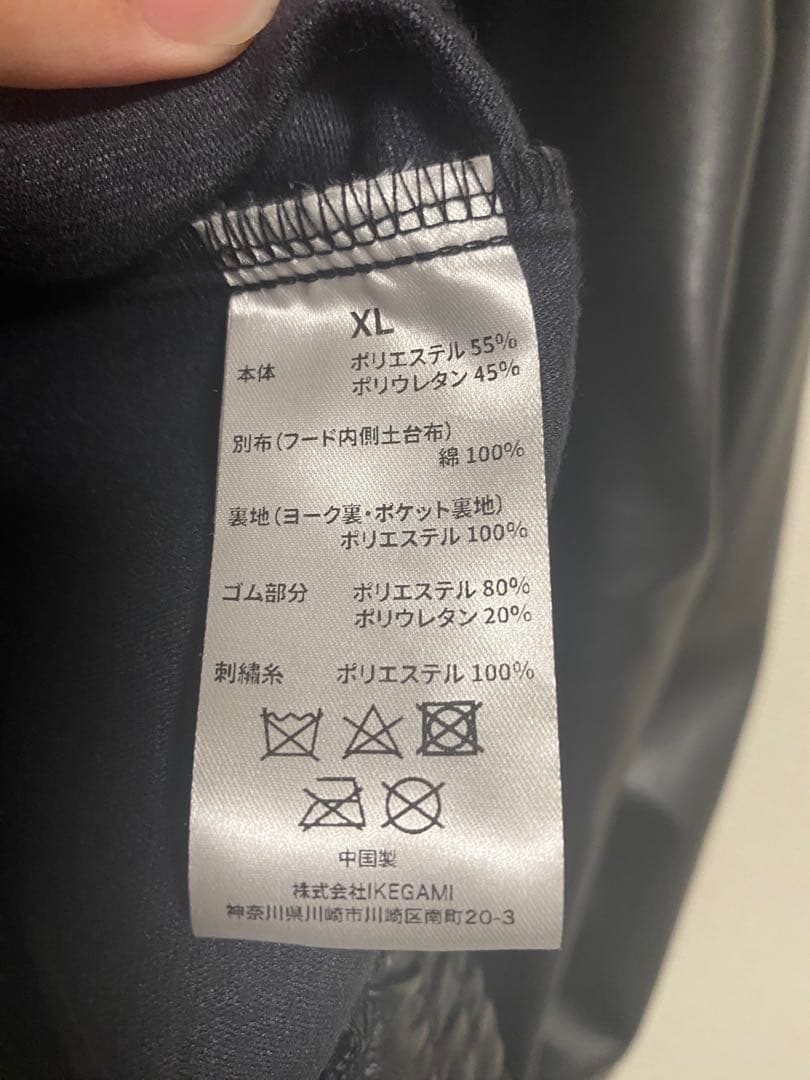 XL
本体 ポリエステル 55%
ポリウレタン 45%
別布(フード内側土台布)
綿 100%
裏地(ヨーク裏・ポケット裏地)
ポリエステル 100%
ゴム部分 ポリエステル 80%
ポリウレタン 20%
刺繍糸 ポリエステル 100%
中国製
株式会社IKEGAMI
神奈川県川崎市川崎区南町20-3